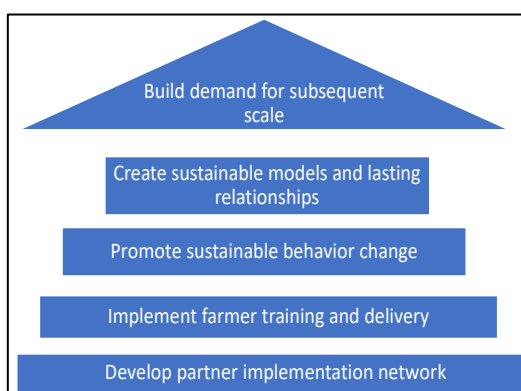 Build demand for subsequent
scale
Create sustainable models and lasting
relationships
Promote sustainable behavior change
Implement farmer training and delivery
Develop partner implementation network